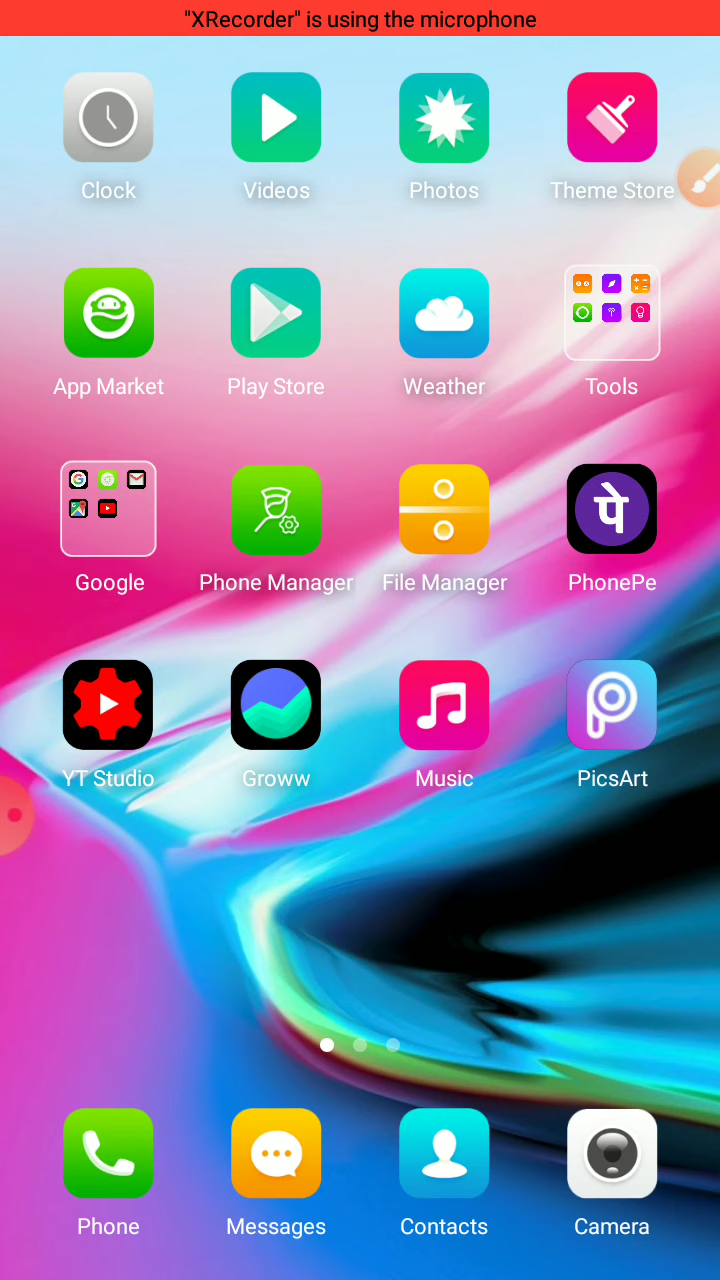 "XRecorder" is using the microphone
Clock Videos Photos Theme Store
App Market Play Store Weather Tools
Google Phone Manager File Manager PhonePe
पे
YT Studio Groww Music PicsArt
Phone Messages Contacts Camera